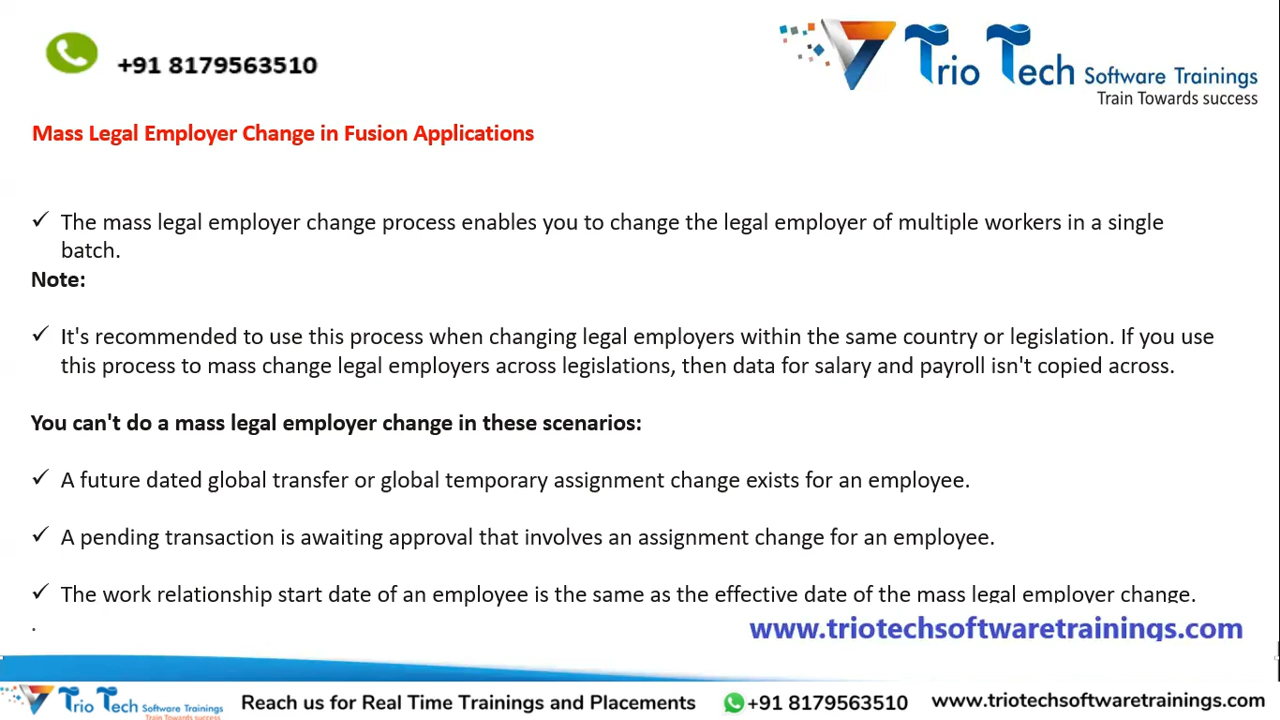 +91 8179563510
Trio Tech Software Trainings
Train Towards success
Mass Legal Employer Change in Fusion Applications
✓ The mass legal employer change process enables you to change the legal employer of multiple workers in a single
batch.
Note:
✓ It's recommended to use this process when changing legal employers within the same country or legislation. If you use
this process to mass change legal employers across legislations, then data for salary and payroll isn't copied across.
You can't do a mass legal employer change in these scenarios:
✓ A future dated global transfer or global temporary assignment change exists for an employee.
✓ A pending transaction is awaiting approval that involves an assignment change for an employee.
✓ The work relationship start date of an employee is the same as the effective date of the mass legal employer change.
.
www.triotechsoftwaretrainings.com
Trio Tech Software Trainings
Train Towards success
Reach us for Real Time Trainings and Placements
+91 8179563510
www.triotechsoftwaretrainings.com